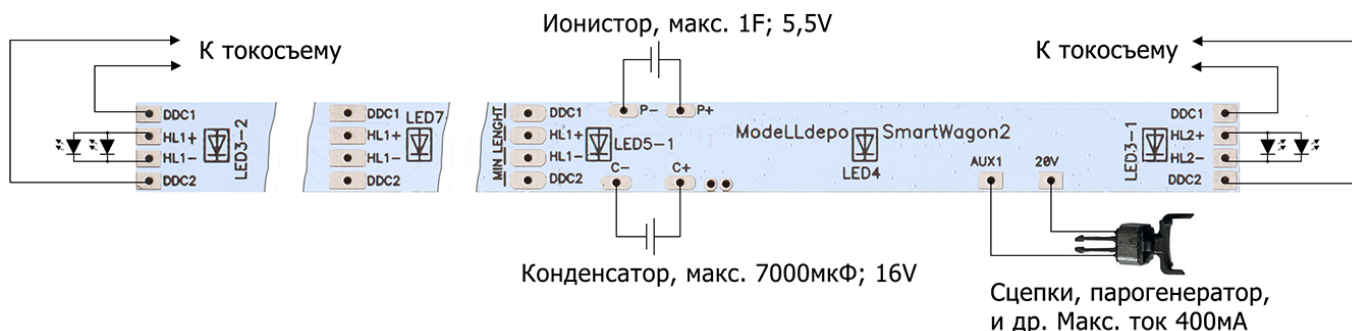 Ионистор, макс. 1F; 5,5V
К токосъему
К токосъему
DDC1
HL1+
HL1-
DDC2
LED3-2
DDC1
HL1+
HL1-
DDC2
LED7
MIN LENGHT
DDC1
HL1+
HL1-
DDC2
LED5-1
P-
P+
C-
C+
ModeLLdepo
SmartWagon2
LED4
AUX1
20V
LED3-1
DDC1
HL2+
HL2-
DDC2
Конденсатор, макс. 7000мкФ; 16V
Сцепки, парогенератор,
и др. Макс. ток 400мА